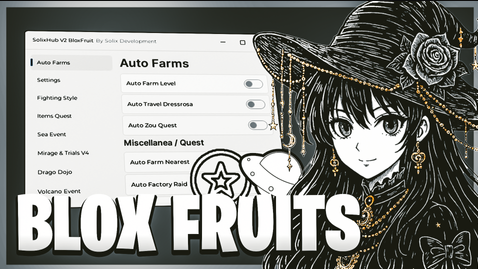 SolixHub V2 BloxFruit By Solix Development
Auto Farms
Settings
Fighting Style
Items Quest
Sea Event
Mirage & Trials V4
Drago Dojo
Volcano Event
Auto Farms
Auto Farm Level
Auto Travel Dressrosa
Auto Zou Quest
Miscellanea / Quest
Auto Farm Nearest
Auto Factory Raid
BLOX FRUITS